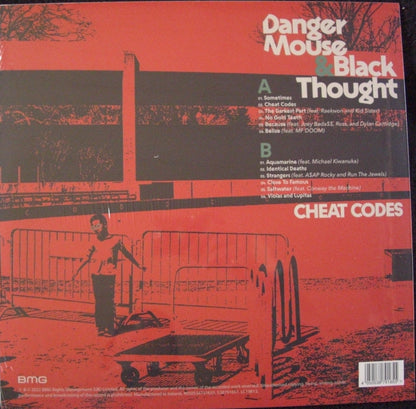 Danger
Mouse
&Black
Thought
A
01. Sometimes
02. Cheat Codes
03. The Darkest Part (feat. Raekwon and Kid Sister)
04. No Gold Teeth
05. Because (feat. Joey Bada$$, Russ, and Dylan Cartlidge)
06. Belize (feat. MF DOOM)
B
01. Aquamarine (feat. Michael Kiwanuka)
02. Identical Deaths
03. Strangers (feat. A$AP Rocky and Run The Jewels)
04. Close To Famous
05. Saltwater (feat. Conway the Machine)
06. Violas and Lupitas
CHEAT CODES
BMG